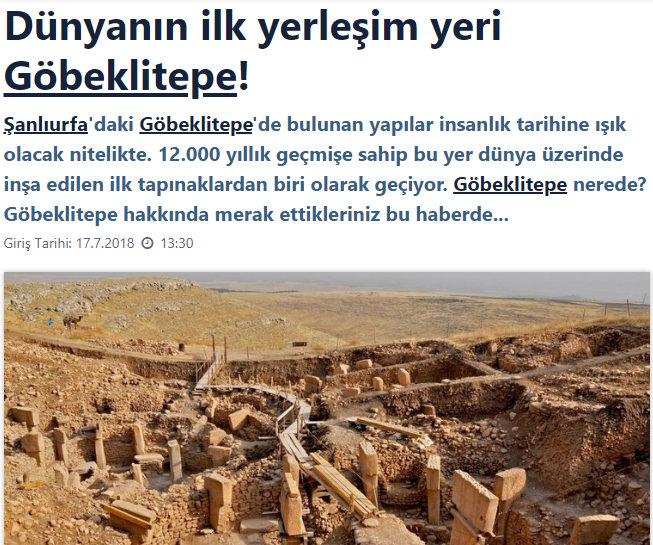 Dünyanın ilk yerleşim yeri
Göbeklitepe!
Şanlıurfa'daki Göbeklitepe'de bulunan yapılar insanlık tarihine ışık
olacak nitelikte. 12.000 yıllık geçmişe sahip bu yer dünya üzerinde
inşa edilen ilk tapınaklardan biri olarak geçiyor. Göbeklitepe nerede?
Göbeklitepe hakkında merak ettikleriniz bu haberde...
Giriş Tarihi: 17.7.2018 13:30